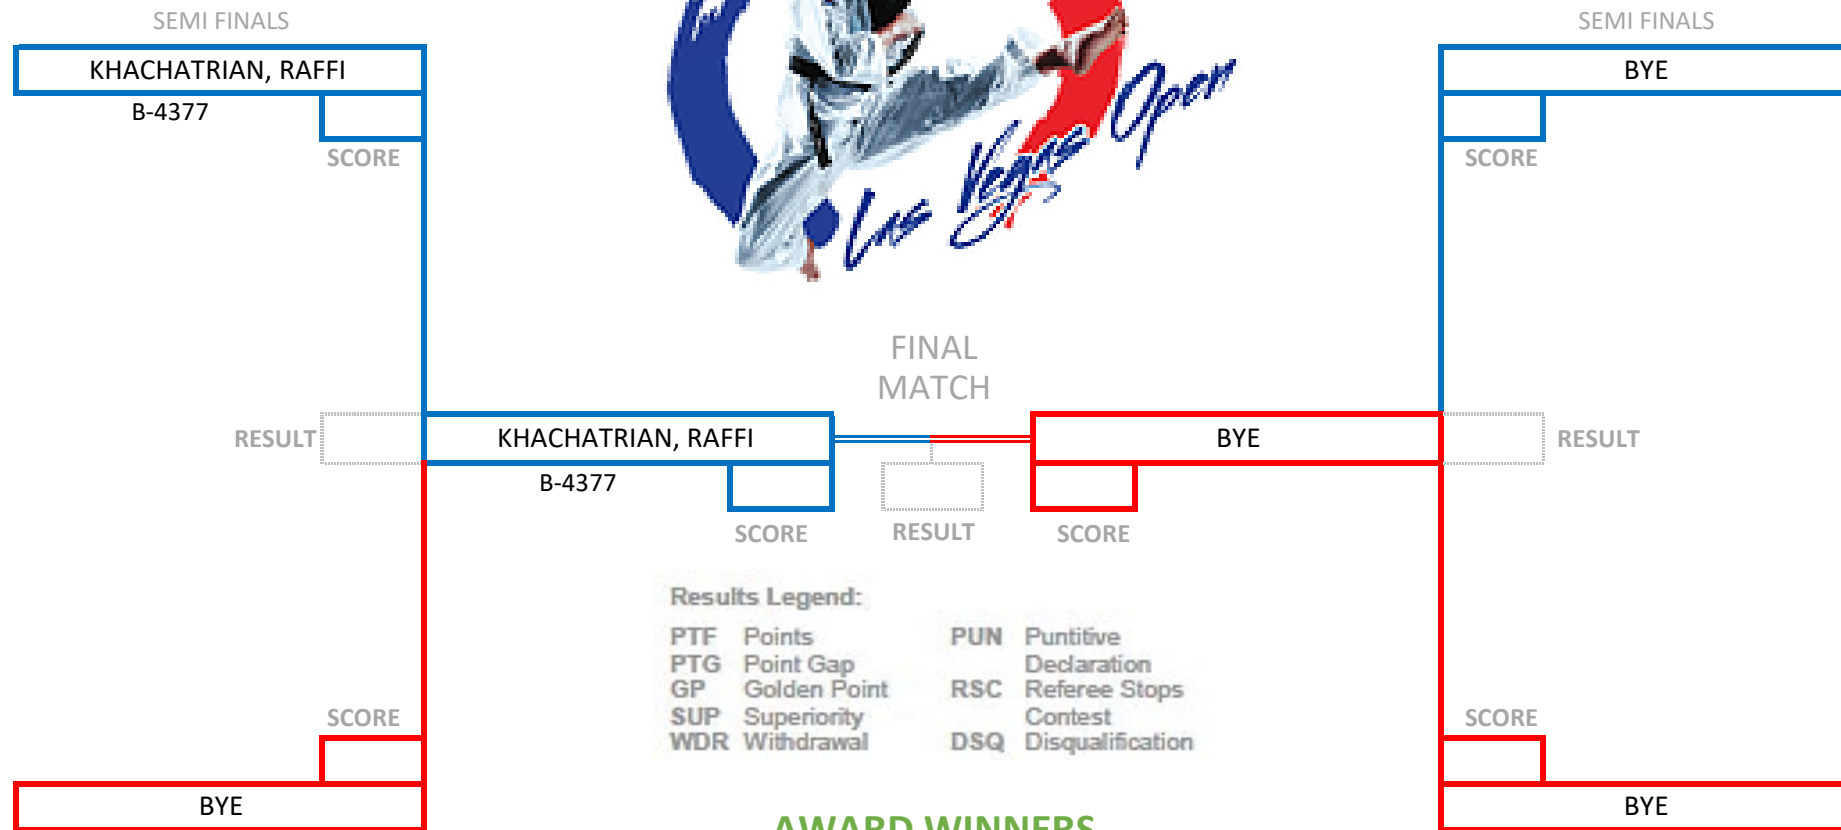 SEMI FINALS
SEMI FINALS
KHACHATRIAN, RAFFI
BYE
B-4377
SCORE
SCORE
Las Vegas Open
FINAL
MATCH
RESULT
KHACHATRIAN, RAFFI
BYE
RESULT
B-4377
SCORE
RESULT
SCORE
Results Legend:
PTF Points
PTG Point Gap
GP Golden Point
SUP Superiority
WDR Withdrawal
PUN Puntitive
Declaration
RSC Referee Stops
Contest
DSQ Disqualification
SCORE
SCORE
BYE
BYE
AWARD WINNERS